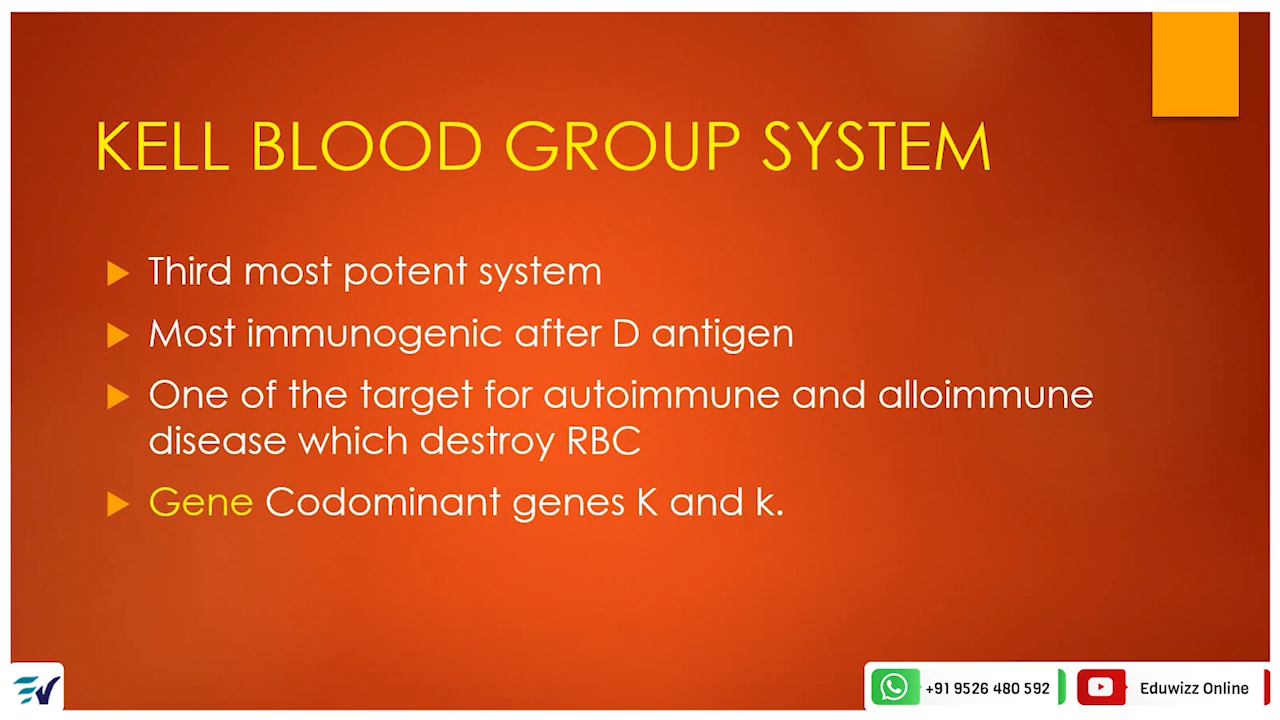 KELL BLOOD GROUP SYSTEM
Third most potent system
Most immunogenic after D antigen
One of the target for autoimmune and alloimmune
disease which destroy RBC
Gene Codominant genes K and k.
+91 9526 480 592
Eduwizz Online